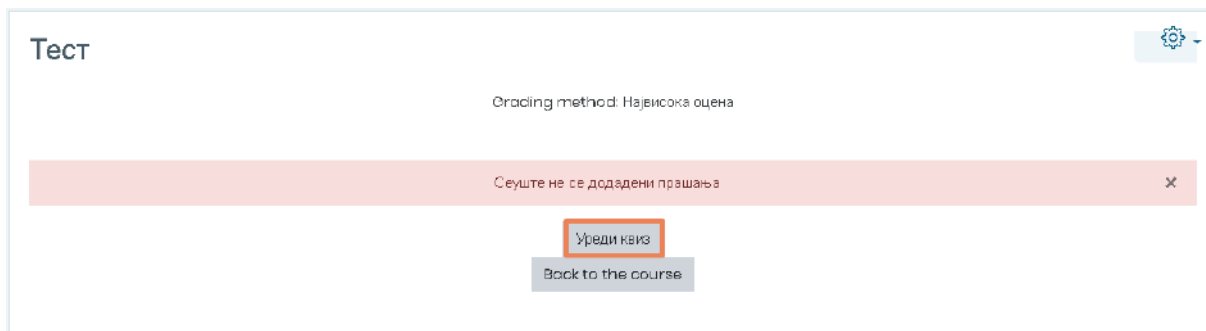 Тест
Grading method: Највисока оцена
Сеуште не се додадени прашања
×
Уреди квиз
Back to the course